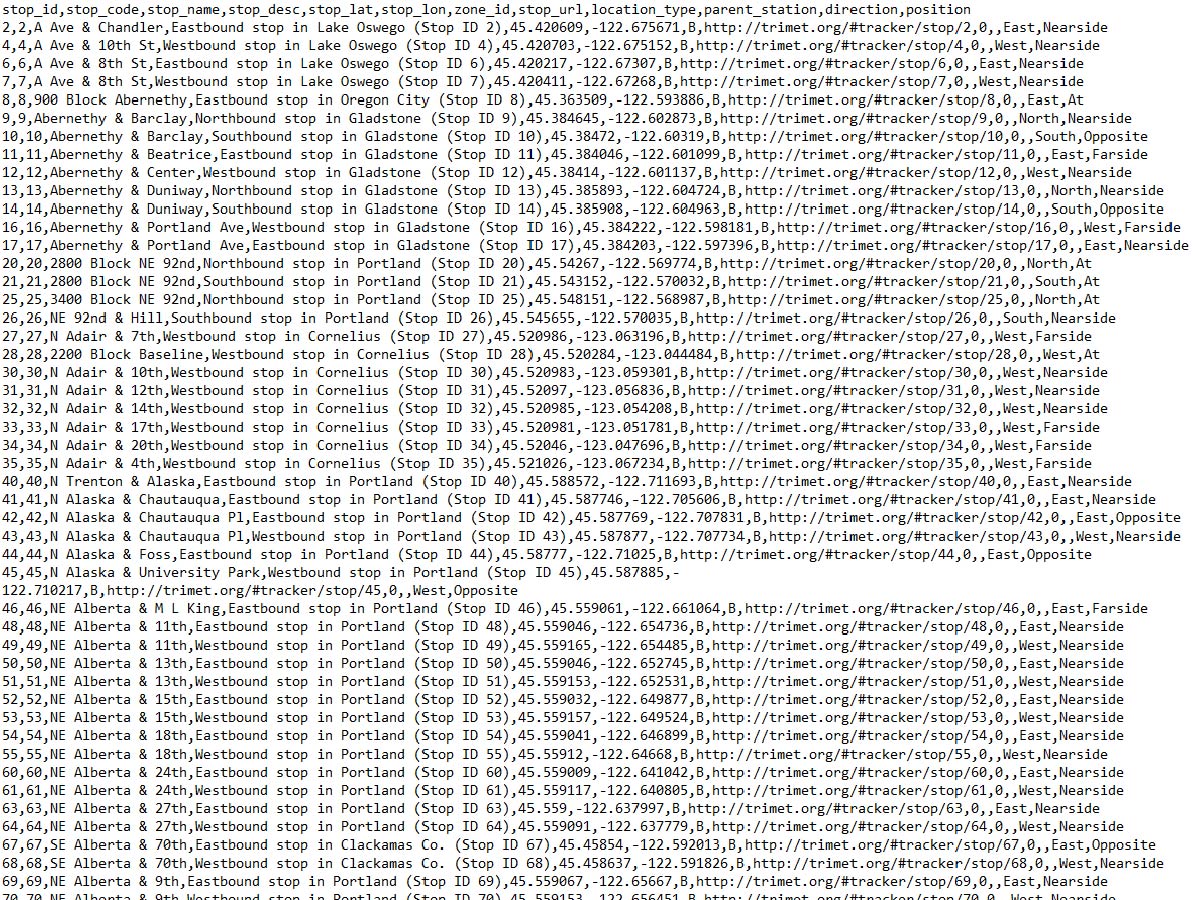 stop_id,stop_code,stop_name,stop_desc,stop_lat,stop_lon,zone_id,stop_url,location_type,parent_station,direction,position
2,2,A Ave & Chandler,Eastbound stop in Lake Oswego (Stop ID 2),45.420609,-122.675671,B,http://trimet.org/#tracker/stop/2,0,,East,Nearside
4,4,A Ave & 10th St,Westbound stop in Lake Oswego (Stop ID 4),45.420703,-122.675152,B,http://trimet.org/#tracker/stop/4,0,,West,Nearside
6,6,A Ave & 8th St,Eastbound stop in Lake Oswego (Stop ID 6),45.420217,-122.67307,B,http://trimet.org/#tracker/stop/6,0,,East,Nearside
7,7,A Ave & 8th St,Westbound stop in Lake Oswego (Stop ID 7),45.420411,-122.67268,B,http://trimet.org/#tracker/stop/7,0,,West,Nearside
8,8,900 Block Abernethy,Eastbound stop in Oregon City (Stop ID 8),45.363509,-122.593886,B,http://trimet.org/#tracker/stop/8,0,,East,At
9,9,Abernethy & Barclay,Northbound stop in Gladstone (Stop ID 9),45.384645,-122.602873,B,http://trimet.org/#tracker/stop/9,0,,North,Nearside
10,10,Abernethy & Barclay,Southbound stop in Gladstone (Stop ID 10),45.38472,-122.60319,B,http://trimet.org/#tracker/stop/10,0,,South,Opposite
11,11,Abernethy & Beatrice,Eastbound stop in Gladstone (Stop ID 11),45.384046,-122.601099,B,http://trimet.org/#tracker/stop/11,0,,East,Farside
12,12,Abernethy & Center,Westbound stop in Gladstone (Stop ID 12),45.38414,-122.601137,B,http://trimet.org/#tracker/stop/12,0,,West,Nearside
13,13,Abernethy & Duniway,Northbound stop in Gladstone (Stop ID 13),45.385893,-122.604724,B,http://trimet.org/#tracker/stop/13,0,,North,Nearside
14,14,Abernethy & Duniway,Southbound stop in Gladstone (Stop ID 14),45.385908,-122.604963,B,http://trimet.org/#tracker/stop/14,0,,South,Opposite
16,16,Abernethy & Portland Ave,Westbound stop in Gladstone (Stop ID 16),45.384222,-122.598181,B,http://trimet.org/#tracker/stop/16,0,,West,Farside
17,17,Abernethy & Portland Ave,Eastbound stop in Gladstone (Stop ID 17),45.384203,-122.597396,B,http://trimet.org/#tracker/stop/17,0,,East,Nearside
20,20,2800 Block NE 92nd,Northbound stop in Portland (Stop ID 20),45.54267,-122.569774,B,http://trimet.org/#tracker/stop/20,0,,North,At
21,21,2800 Block NE 92nd,Southbound stop in Portland (Stop ID 21),45.543152,-122.570032,B,http://trimet.org/#tracker/stop/21,0,,South,At
25,25,3400 Block NE 92nd,Northbound stop in Portland (Stop ID 25),45.548151,-122.568987,B,http://trimet.org/#tracker/stop/25,0,,North,At
26,26,NE 92nd & Hill,Southbound stop in Portland (Stop ID 26),45.545655,-122.570035,B,http://trimet.org/#tracker/stop/26,0,,South,Nearside
27,27,N Adair & 7th,Westbound stop in Cornelius (Stop ID 27),45.520986,-123.063196,B,http://trimet.org/#tracker/stop/27,0,,West,Farside
28,28,2200 Block Baseline,Westbound stop in Cornelius (Stop ID 28),45.520284,-123.044484,B,http://trimet.org/#tracker/stop/28,0,,West,At
30,30,N Adair & 10th,Westbound stop in Cornelius (Stop ID 30),45.520983,-123.059301,B,http://trimet.org/#tracker/stop/30,0,,West,Nearside
31,31,N Adair & 12th,Westbound stop in Cornelius (Stop ID 31),45.52097,-123.056836,B,http://trimet.org/#tracker/stop/31,0,,West,Nearside
32,32,N Adair & 14th,Westbound stop in Cornelius (Stop ID 32),45.520985,-123.054208,B,http://trimet.org/#tracker/stop/32,0,,West,Nearside
33,33,N Adair & 17th,Westbound stop in Cornelius (Stop ID 33),45.520981,-123.051781,B,http://trimet.org/#tracker/stop/33,0,,West,Farside
34,34,N Adair & 20th,Westbound stop in Cornelius (Stop ID 34),45.52046,-123.047696,B,http://trimet.org/#tracker/stop/34,0,,West,Farside
35,35,N Adair & 4th,Westbound stop in Cornelius (Stop ID 35),45.521026,-123.067234,B,http://trimet.org/#tracker/stop/35,0,,West,Farside
40,40,N Trenton & Alaska,Eastbound stop in Portland (Stop ID 40),45.588572,-122.711693,B,http://trimet.org/#tracker/stop/40,0,,East,Nearside
41,41,N Alaska & Chautauqua,Eastbound stop in Portland (Stop ID 41),45.587746,-122.705606,B,http://trimet.org/#tracker/stop/41,0,,East,Nearside
42,42,N Alaska & Chautauqua Pl,Eastbound stop in Portland (Stop ID 42),45.587769,-122.707831,B,http://trimet.org/#tracker/stop/42,0,,East,Opposite
43,43,N Alaska & Chautauqua Pl,Westbound stop in Portland (Stop ID 43),45.587877,-122.707734,B,http://trimet.org/#tracker/stop/43,0,,West,Nearside
44,44,N Alaska & Foss,Eastbound stop in Portland (Stop ID 44),45.58777,-122.71025,B,http://trimet.org/#tracker/stop/44,0,,East,Opposite
45,45,N Alaska & University Park,Westbound stop in Portland (Stop ID 45),45.587885,-
122.710217,B,http://trimet.org/#tracker/stop/45,0,,West,Opposite
46,46,NE Alberta & M L King,Eastbound stop in Portland (Stop ID 46),45.559061,-122.661064,B,http://trimet.org/#tracker/stop/46,0,,East,Farside
48,48,NE Alberta & 11th,Eastbound stop in Portland (Stop ID 48),45.559046,-122.654736,B,http://trimet.org/#tracker/stop/48,0,,East,Nearside
49,49,NE Alberta & 11th,Westbound stop in Portland (Stop ID 49),45.559165,-122.654485,B,http://trimet.org/#tracker/stop/49,0,,West,Nearside
50,50,NE Alberta & 13th,Eastbound stop in Portland (Stop ID 50),45.559046,-122.652745,B,http://trimet.org/#tracker/stop/50,0,,East,Nearside
51,51,NE Alberta & 13th,Westbound stop in Portland (Stop ID 51),45.559153,-122.652531,B,http://trimet.org/#tracker/stop/51,0,,West,Nearside
52,52,NE Alberta & 15th,Eastbound stop in Portland (Stop ID 52),45.559032,-122.649877,B,http://trimet.org/#tracker/stop/52,0,,East,Nearside
53,53,NE Alberta & 15th,Westbound stop in Portland (Stop ID 53),45.559157,-122.649524,B,http://trimet.org/#tracker/stop/53,0,,West,Nearside
54,54,NE Alberta & 18th,Eastbound stop in Portland (Stop ID 54),45.559041,-122.646899,B,http://trimet.org/#tracker/stop/54,0,,East,Nearside
55,55,NE Alberta & 18th,Westbound stop in Portland (Stop ID 55),45.55912,-122.64668,B,http://trimet.org/#tracker/stop/55,0,,West,Nearside
60,60,NE Alberta & 24th,Eastbound stop in Portland (Stop ID 60),45.559009,-122.641042,B,http://trimet.org/#tracker/stop/60,0,,East,Nearside
61,61,NE Alberta & 24th,Westbound stop in Portland (Stop ID 61),45.559117,-122.640805,B,http://trimet.org/#tracker/stop/61,0,,West,Nearside
63,63,NE Alberta & 27th,Eastbound stop in Portland (Stop ID 63),45.559,-122.637997,B,http://trimet.org/#tracker/stop/63,0,,East,Nearside
64,64,NE Alberta & 27th,Westbound stop in Portland (Stop ID 64),45.559091,-122.637779,B,http://trimet.org/#tracker/stop/64,0,,West,Nearside
67,67,SE Alberta & 70th,Eastbound stop in Clackamas Co. (Stop ID 67),45.45854,-122.592013,B,http://trimet.org/#tracker/stop/67,0,,East,Opposite
68,68,SE Alberta & 70th,Westbound stop in Clackamas Co. (Stop ID 68),45.458637,-122.591826,B,http://trimet.org/#tracker/stop/68,0,,West,Nearside
69,69,NE Alberta & 9th,Eastbound stop in Portland (Stop ID 69),45.559067,-122.65667,B,http://trimet.org/#tracker/stop/69,0,,East,Nearside
70,70,NE Alberta & 9th,Westbound stop in Portland (Stop ID 70),45.559153,-122.656451,B,http://trimet.org/#tracker/stop/70,0,,West,Nearside